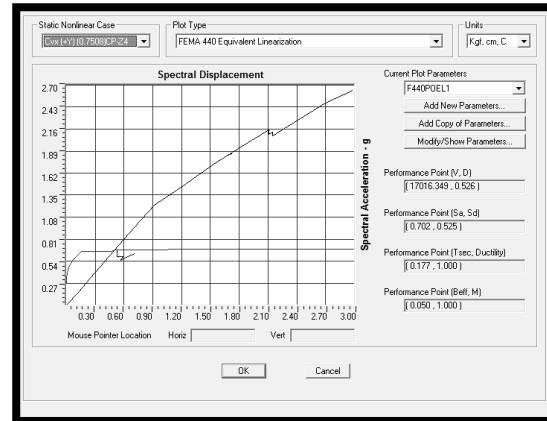 Static Nonlinear Case
Plot Type
Units
Cvx (+Y) (0.7508)CP-Z4
FEMA 440 Equivalent Linearization
Kgf, cm, C
Spectral Displacement
2.70
2.43
2.16
1.89
1.62
1.35
1.08
0.81
0.54
0.27
0.30 0.60 0.90 1.20 1.50 1.80 2.10 2.40 2.70 3.00
Spectral Acceleration - g
Mouse Pointer Location Horiz Vert
Current Plot Parameters
F440POEL1
Add New Parameters...
Add Copy of Parameters...
Modify/Show Parameters...
Performance Point (V, D)
( 17016.349 , 0.526 )
Performance Point (Sa, Sd)
( 0.702 , 0.525 )
Performance Point (Tsec, Ductility)
( 0.177 , 1.000 )
Performance Point (Beff, M)
( 0.050 , 1.000 )
OK
Cancel